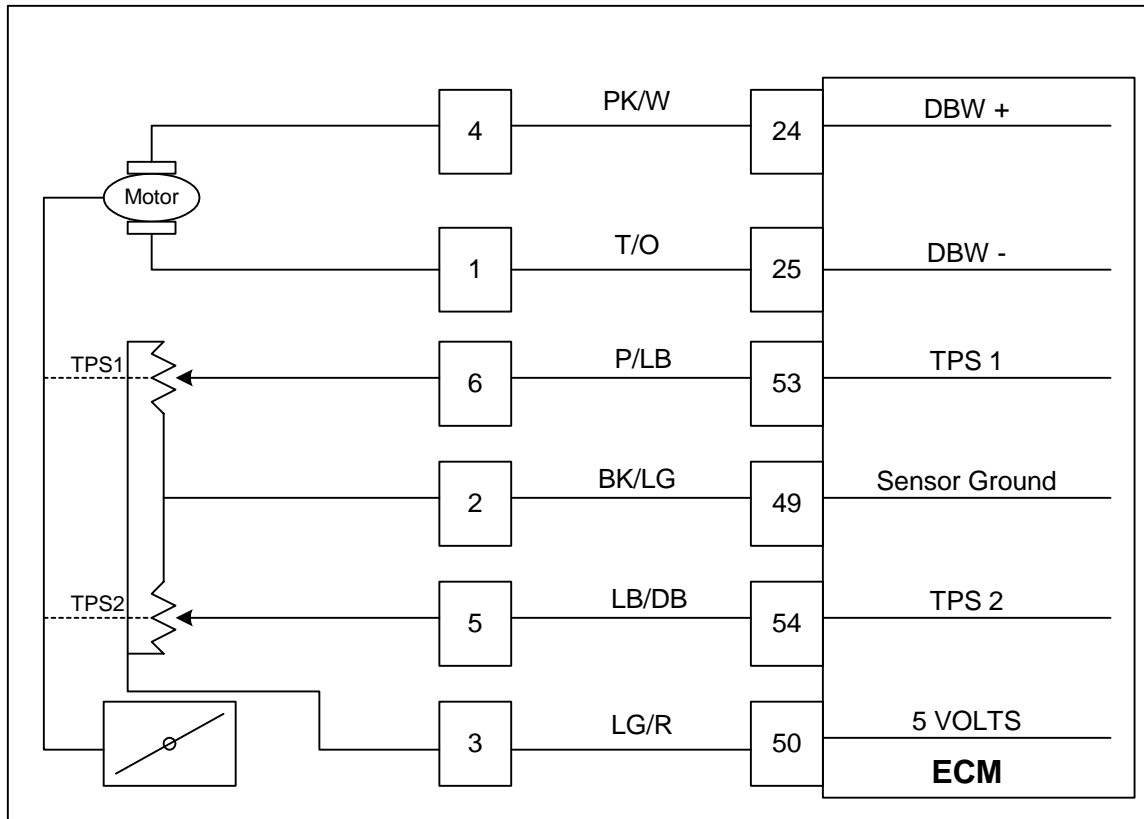 4 PK/W 24 DBW +
Motor
1 T/O 25 DBW -
TPS1 6 P/LB 53 TPS 1
2 BK/LG 49 Sensor Ground
TPS2 5 LB/DB 54 TPS 2
3 LG/R 50 5 VOLTS
ECM